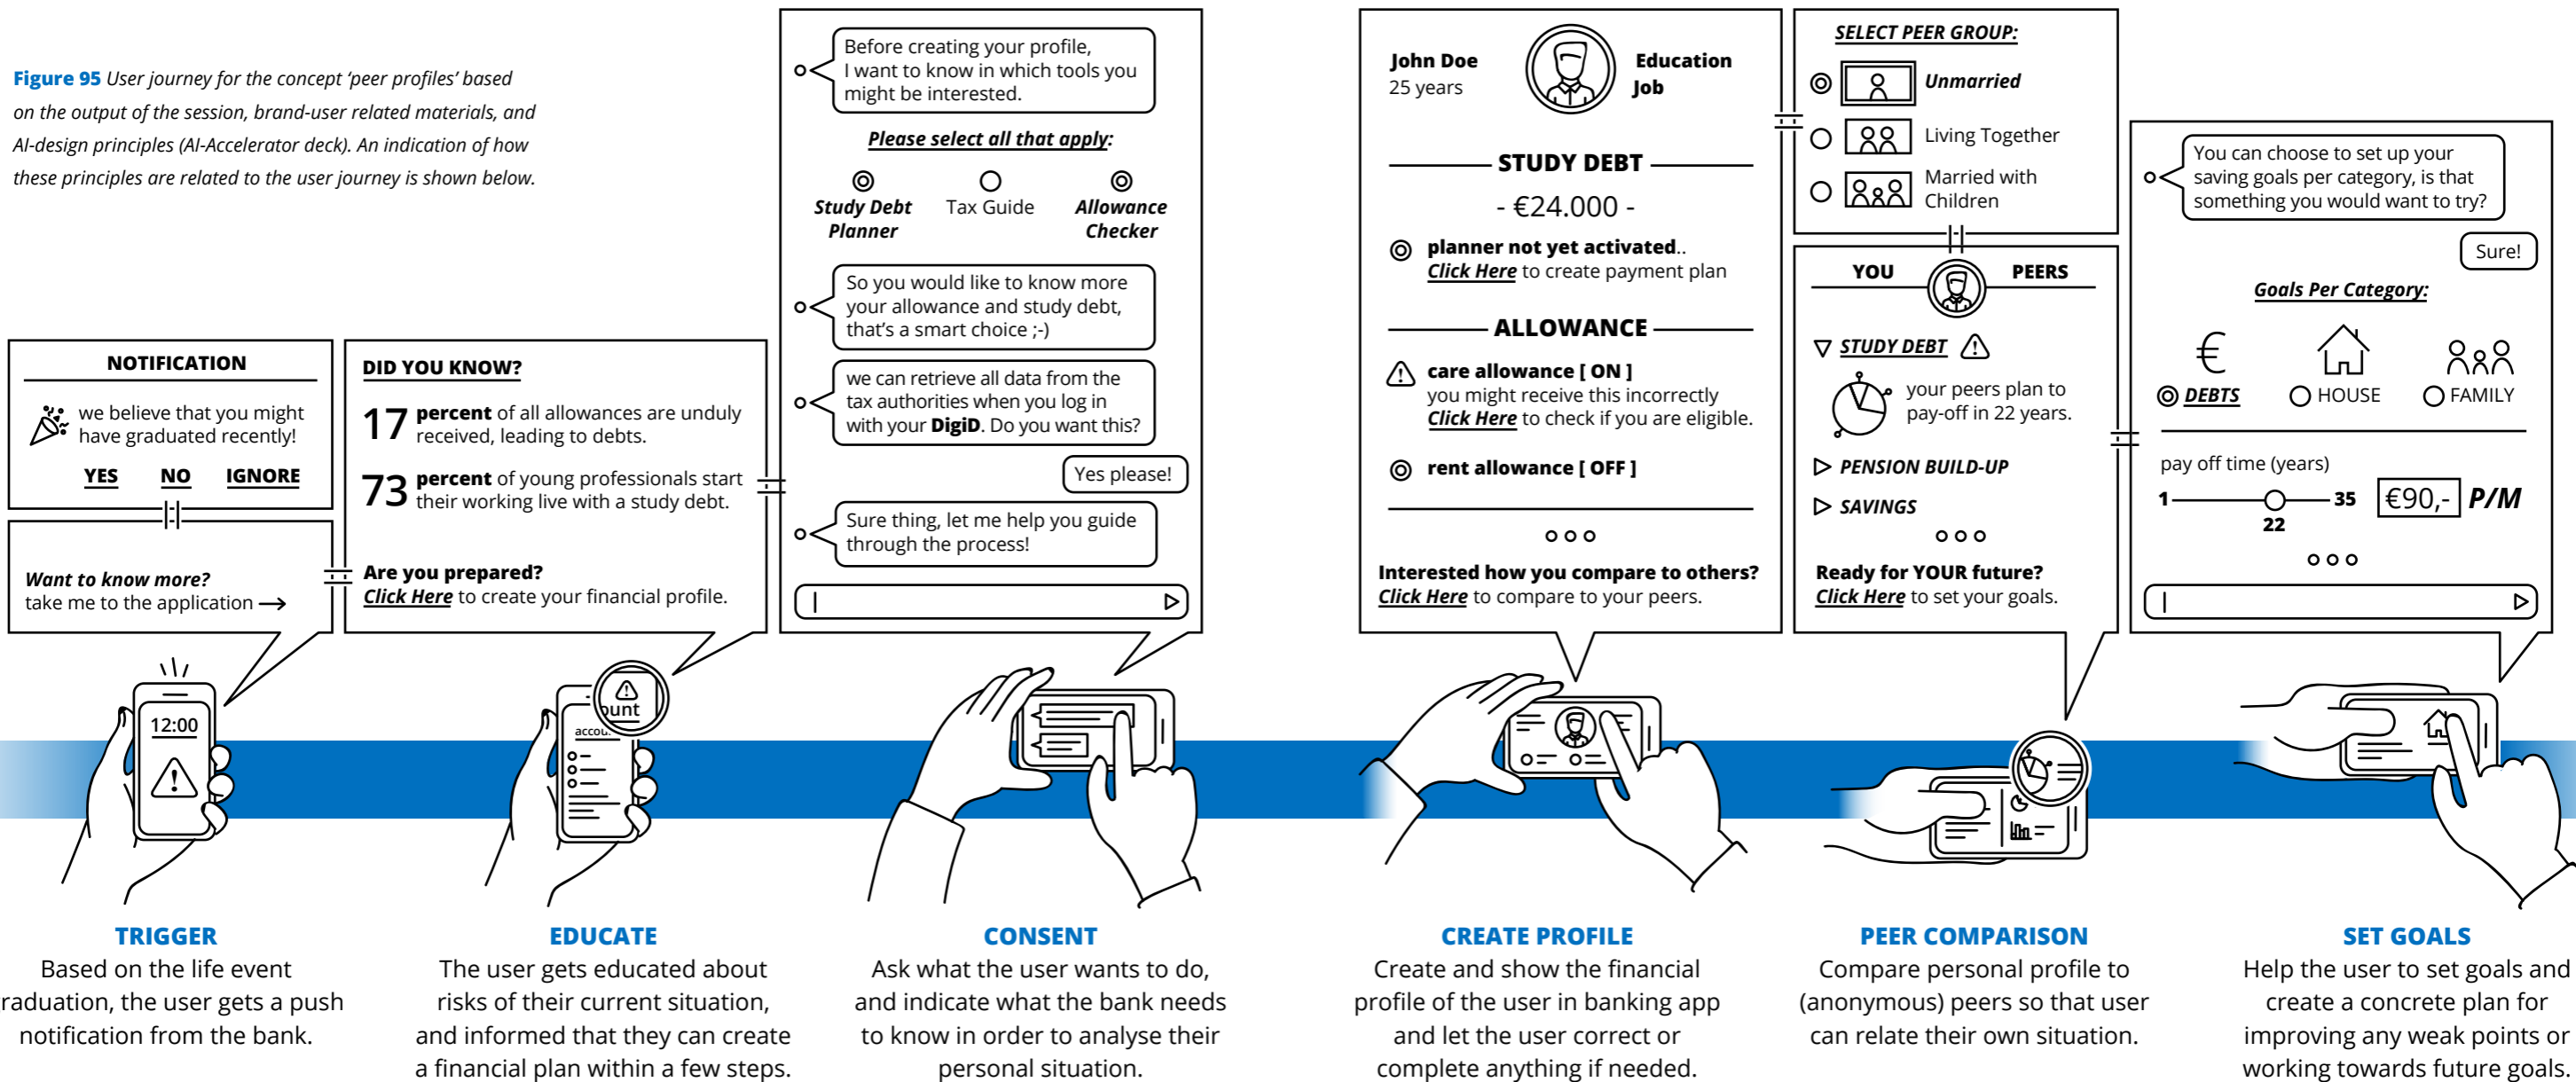 Figure 95 User journey for the concept ‘peer profiles’ based
on the output of the session, brand-user related materials, and
AI-design principles (AI-Accelerator deck). An indication of how
these principles are related to the user journey is shown below.
NOTIFICATION
we believe that you might
have graduated recently!
YES NO IGNORE
Want to know more?
take me to the application
DID YOU KNOW?
17 percent of all allowances are unduly
received, leading to debts.
73 percent of young professionals start
their working live with a study debt.
Are you prepared?
Click Here to create your financial profile.
Before creating your profile,
I want to know in which tools you
might be interested.
Please select all that apply:
Study Debt Planner
Tax Guide
Allowance Checker
So you would like to know more
your allowance and study debt,
that’s a smart choice ;-)
we can retrieve all data from the
tax authorities when you log in
with your DigiD. Do you want this?
Yes please!
Sure thing, let me help you guide
through the process!
John Doe
25 years
Education
Job
STUDY DEBT
- €24.000 -
planner not yet activated..
Click Here to create payment plan
ALLOWANCE
care allowance [ ON ]
you might receive this incorrectly
Click Here to check if you are eligible.
rent allowance [ OFF ]
Interested how you compare to others?
Click Here to compare to your peers.
SELECT PEER GROUP:
Unmarried
Living Together
Married with
Children
YOU PEERS
STUDY DEBT
your peers plan to
pay-off in 22 years.
PENSION BUILD-UP
SAVINGS
Ready for YOUR future?
Click Here to set your goals.
You can choose to set up your
saving goals per category, is that
something you would want to try?
Sure!
Goals Per Category:
€
DEBTS HOUSE FAMILY
pay off time (years)
1 35 €90,- P/M
22
12:00
!
ount
accou
TRIGGER
Based on the life event
raduation, the user gets a push
notification from the bank.
EDUCATE
The user gets educated about
risks of their current situation,
and informed that they can create
a financial plan within a few steps.
CONSENT
Ask what the user wants to do,
and indicate what the bank needs
to know in order to analyse their
personal situation.
CREATE PROFILE
Create and show the financial
profile of the user in banking app
and let the user correct or
complete anything if needed.
PEER COMPARISON
Compare personal profile to
(anonymous) peers so that user
can relate their own situation.
SET GOALS
Help the user to set goals and
create a concrete plan for
improving any weak points or
working towards future goals.